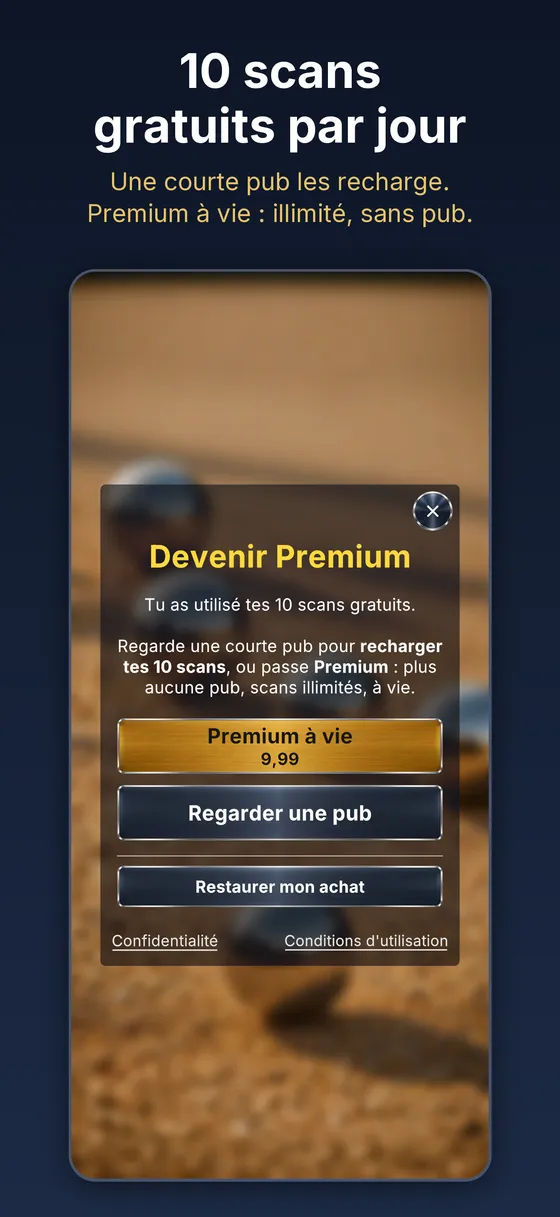 10 scans
gratuits par jour
Une courte pub les recharge.
Premium à vie : illimité, sans pub.
Devenir Premium
Tu as utilisé tes 10 scans gratuits.
Regarde une courte pub pour recharger
tes 10 scans, ou passe Premium : plus
aucune pub, scans illimités, à vie.
Premium à vie
9,99
Regarder une pub
Restaurer mon achat
Confidentialité
Conditions d'utilisation